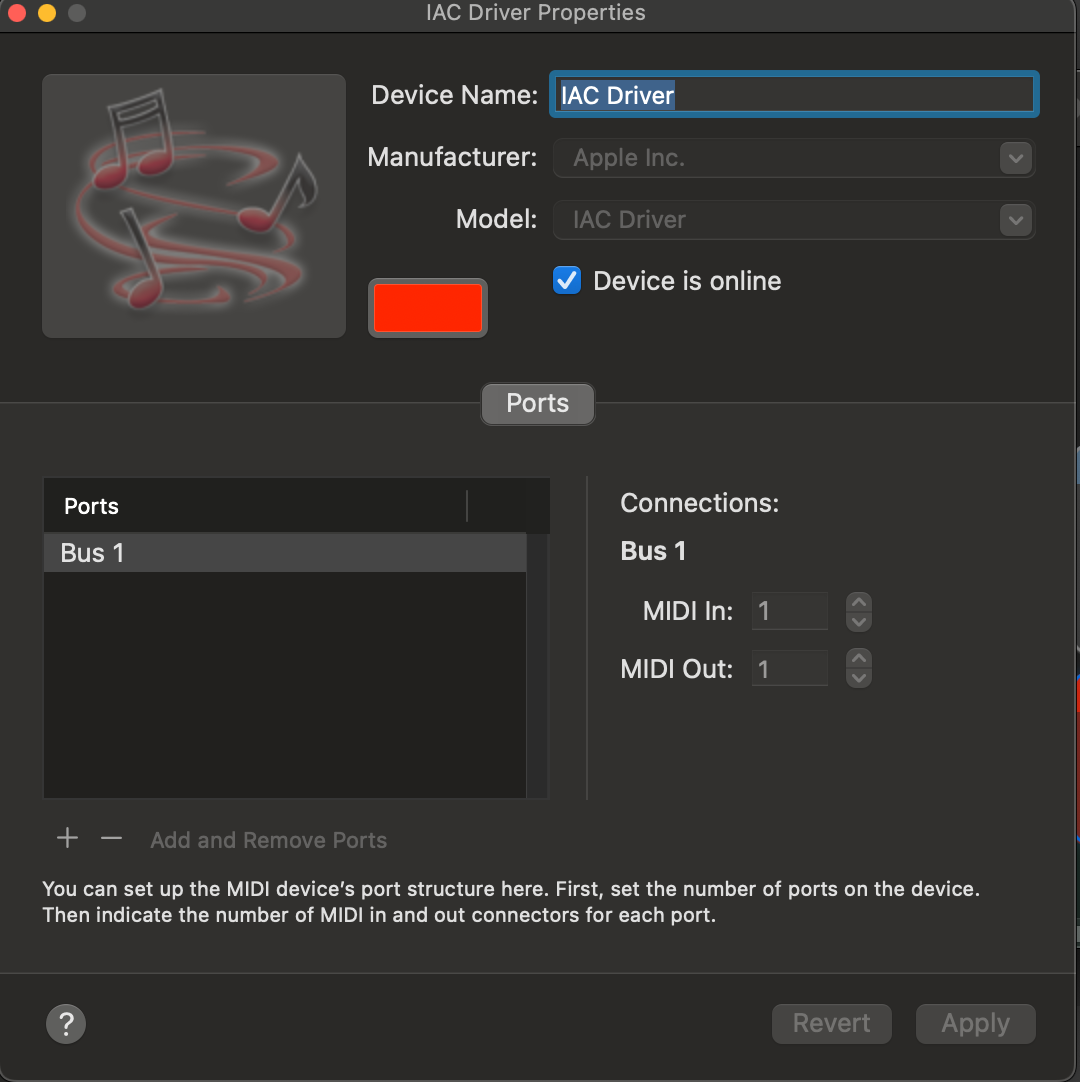 IAC Driver Properties
Device Name: IAC Driver
Manufacturer: Apple Inc.
Model: IAC Driver
Device is online
Ports
Ports
Bus 1
Connections:
Bus 1
MIDI In: 1
MIDI Out: 1
+ − Add and Remove Ports
You can set up the MIDI device’s port structure here. First, set the number of ports on the device.
Then indicate the number of MIDI in and out connectors for each port.
? Revert Apply